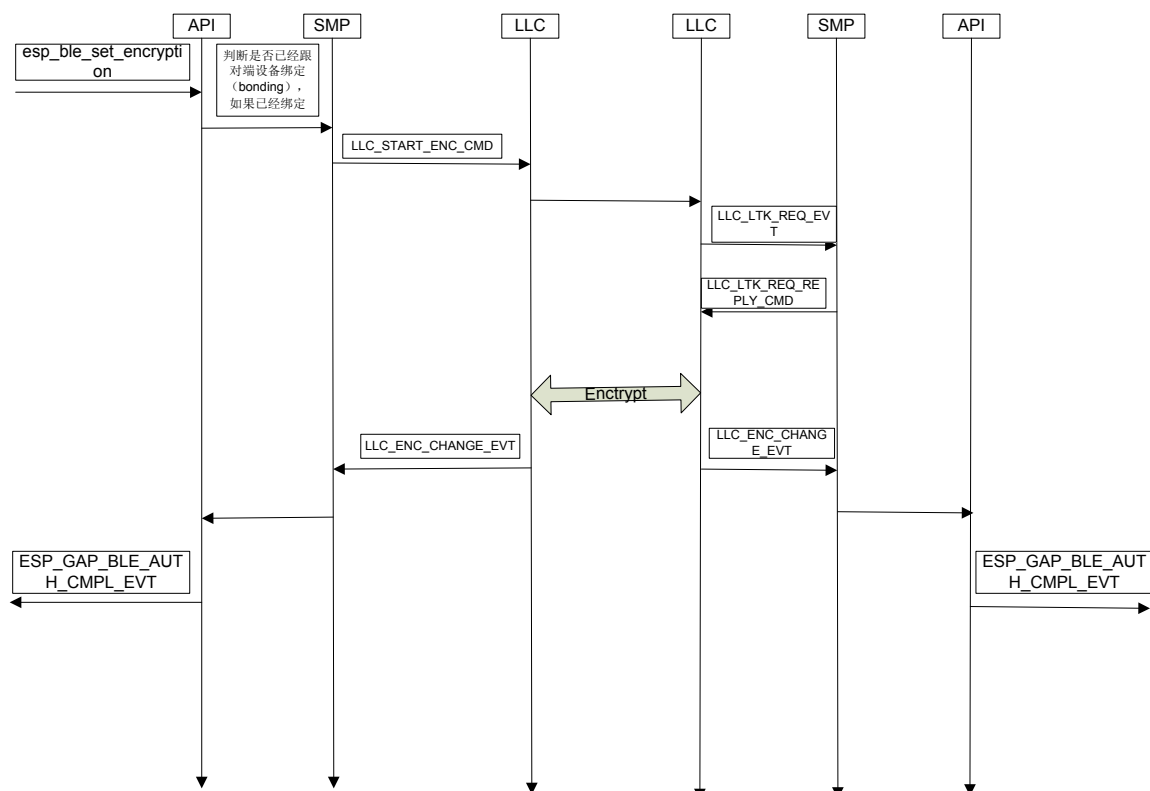 API
SMP
LLC
LLC
SMP
API
esp_ble_set_encrypti
on
判断是否已经跟
对端设备绑定
（bonding），
如果已经绑定
LLC_START_ENC_CMD
LLC_LTK_REQ_EV
T
LLC_LTK_REQ_RE
PLY_CMD
Enctrypt
LLC_ENC_CHANGE_EVT
LLC_ENC_CHANG
E_EVT
ESP_GAP_BLE_AUT
H_CMPL_EVT
ESP_GAP_BLE_AUT
H_CMPL_EVT